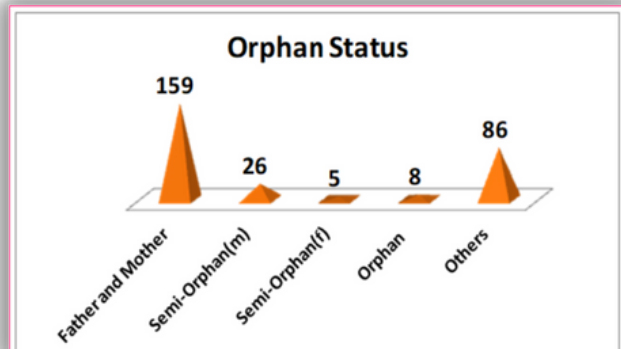 Orphan Status
159
26
5
8
86
Father and Mother
Semi-Orphan(m)
Semi-Orphan(f)
Orphan
Others